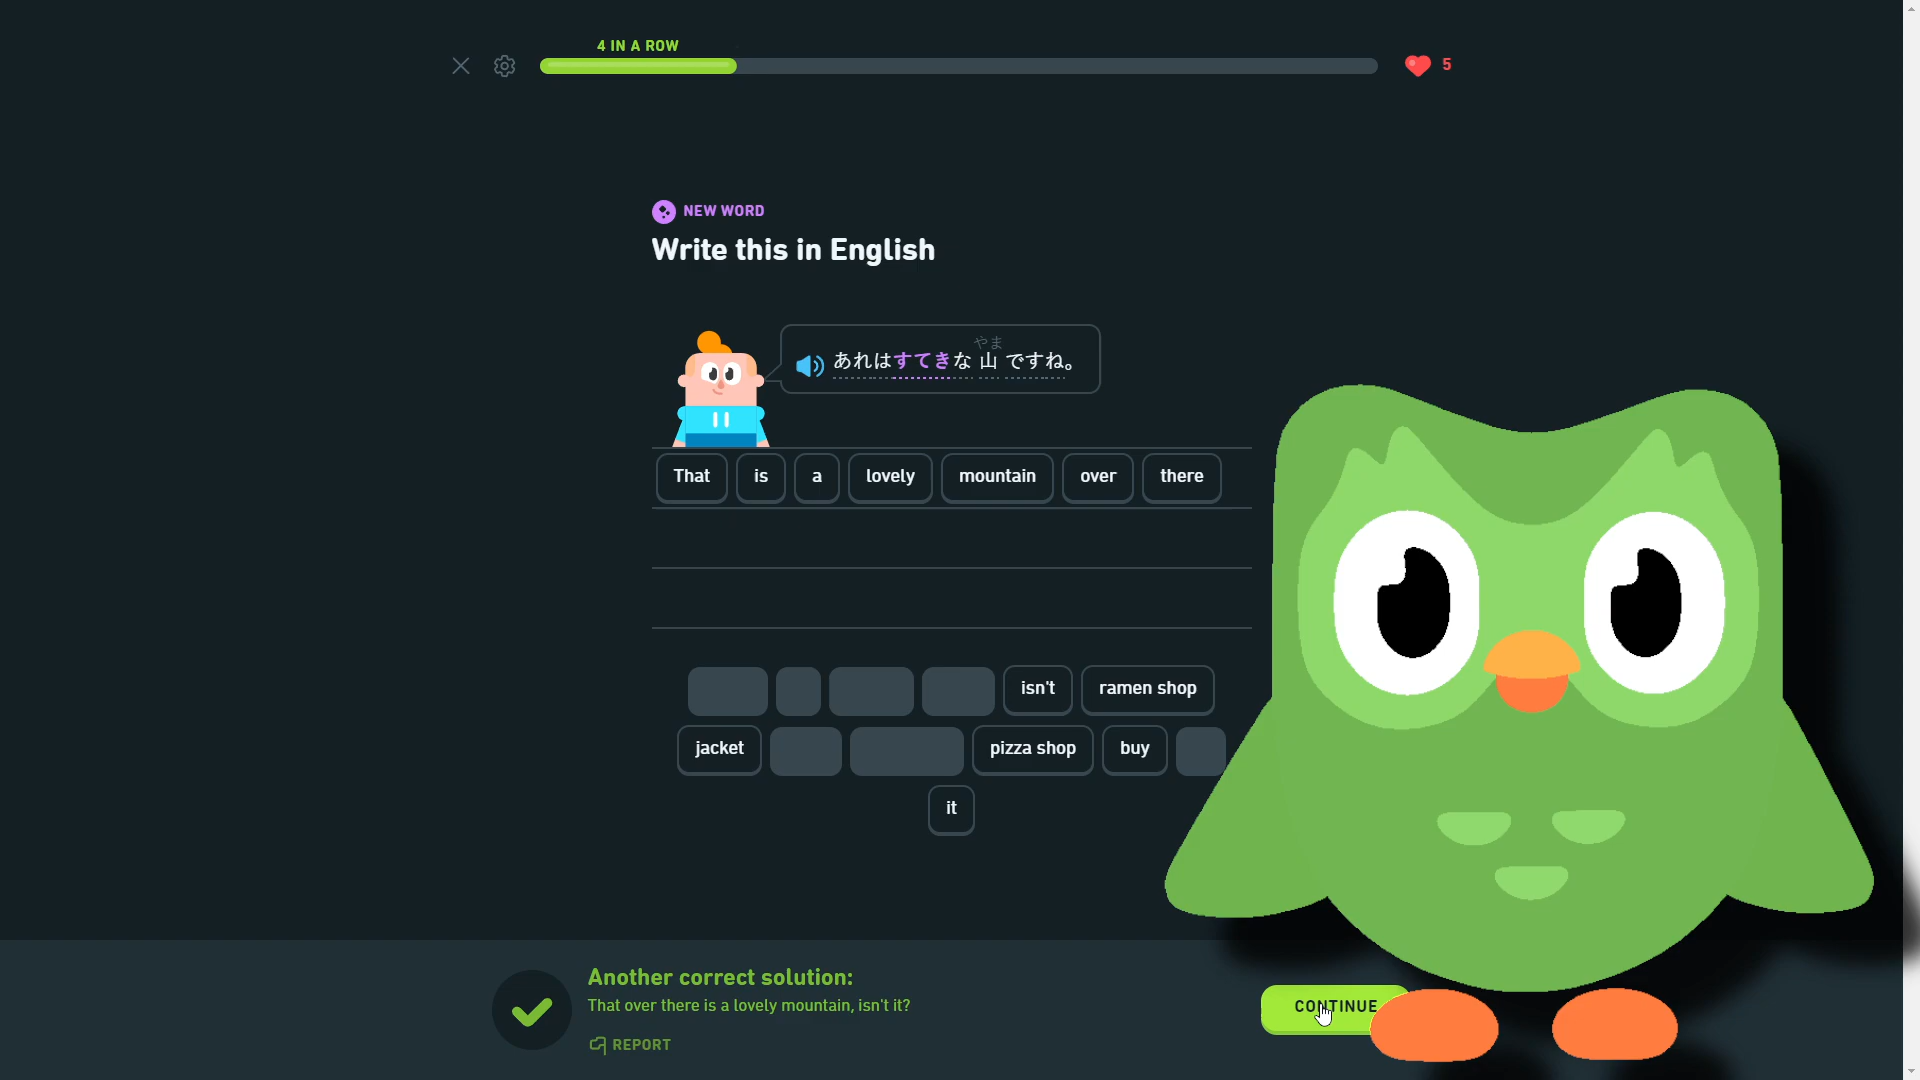 4 IN A ROW
5
NEW WORD
Write this in English
やま
あれはすてきな 山 ですね。
That is a lovely mountain over there
isn't ramen shop
jacket pizza shop buy
it
Another correct solution:
That over there is a lovely mountain, isn't it?
REPORT
CONTINUE